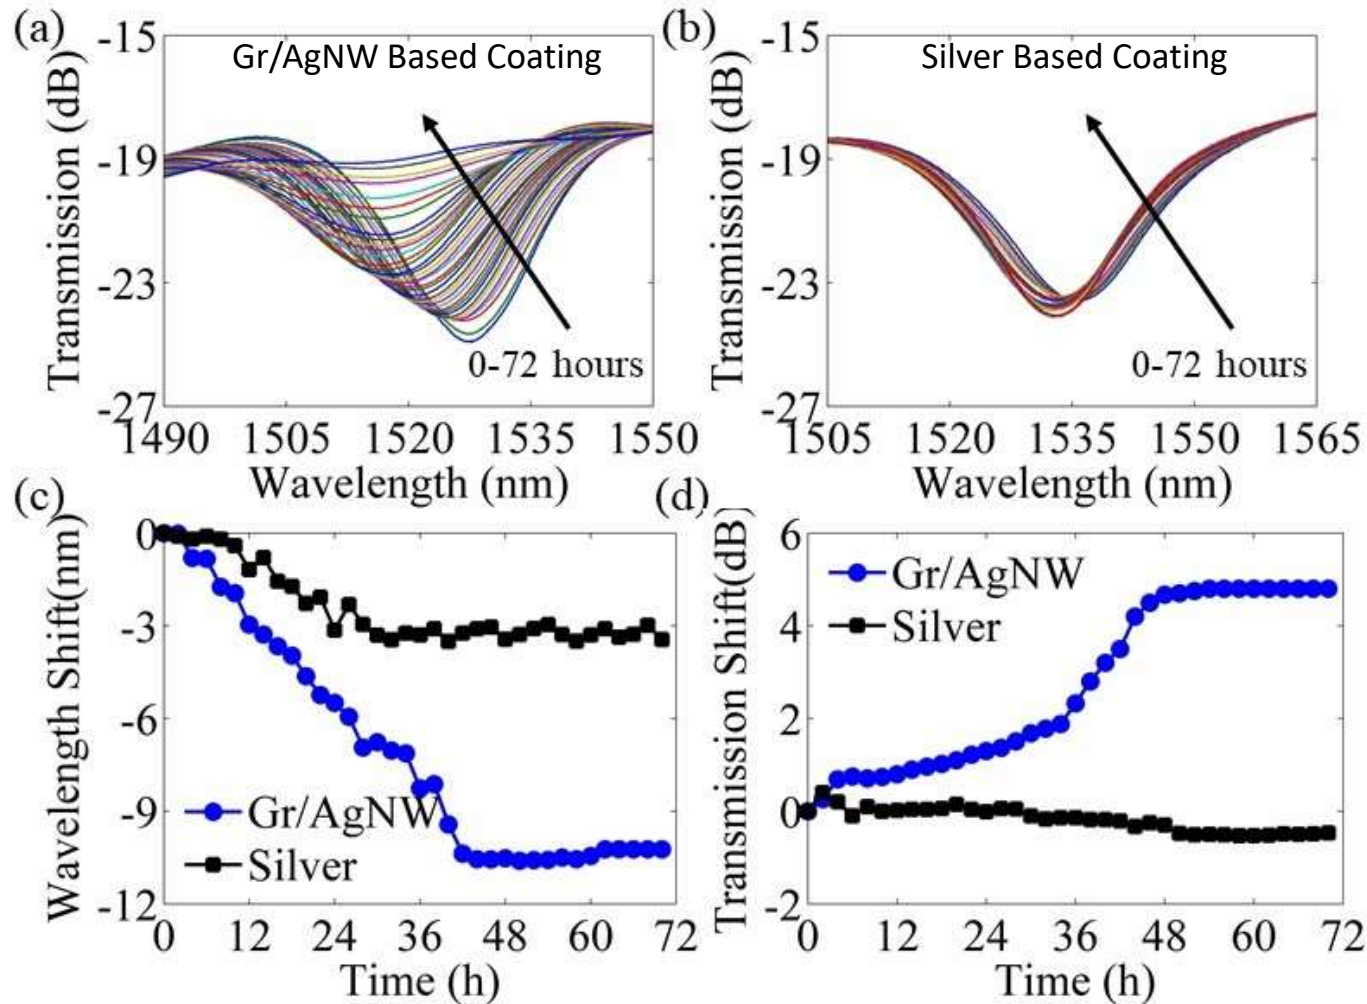 (a)
Gr/AgNW Based Coating
Transmission (dB)
-15
-19
-23
-27
0-72 hours
1490 1505 1520 1535 1550
Wavelength (nm)
(b)
Silver Based Coating
Transmission (dB)
-15
-19
-23
-27
0-72 hours
1505 1520 1535 1550 1565
Wavelength (nm)
(c)
Wavelength Shift(nm)
0
-3
-6
-9
-12
Gr/AgNW
Silver
0 12 24 36 48 60 72
Time (h)
(d)
Transmission Shift(dB)
6
4
2
0
-2
Gr/AgNW
Silver
0 12 24 36 48 60 72
Time (h)